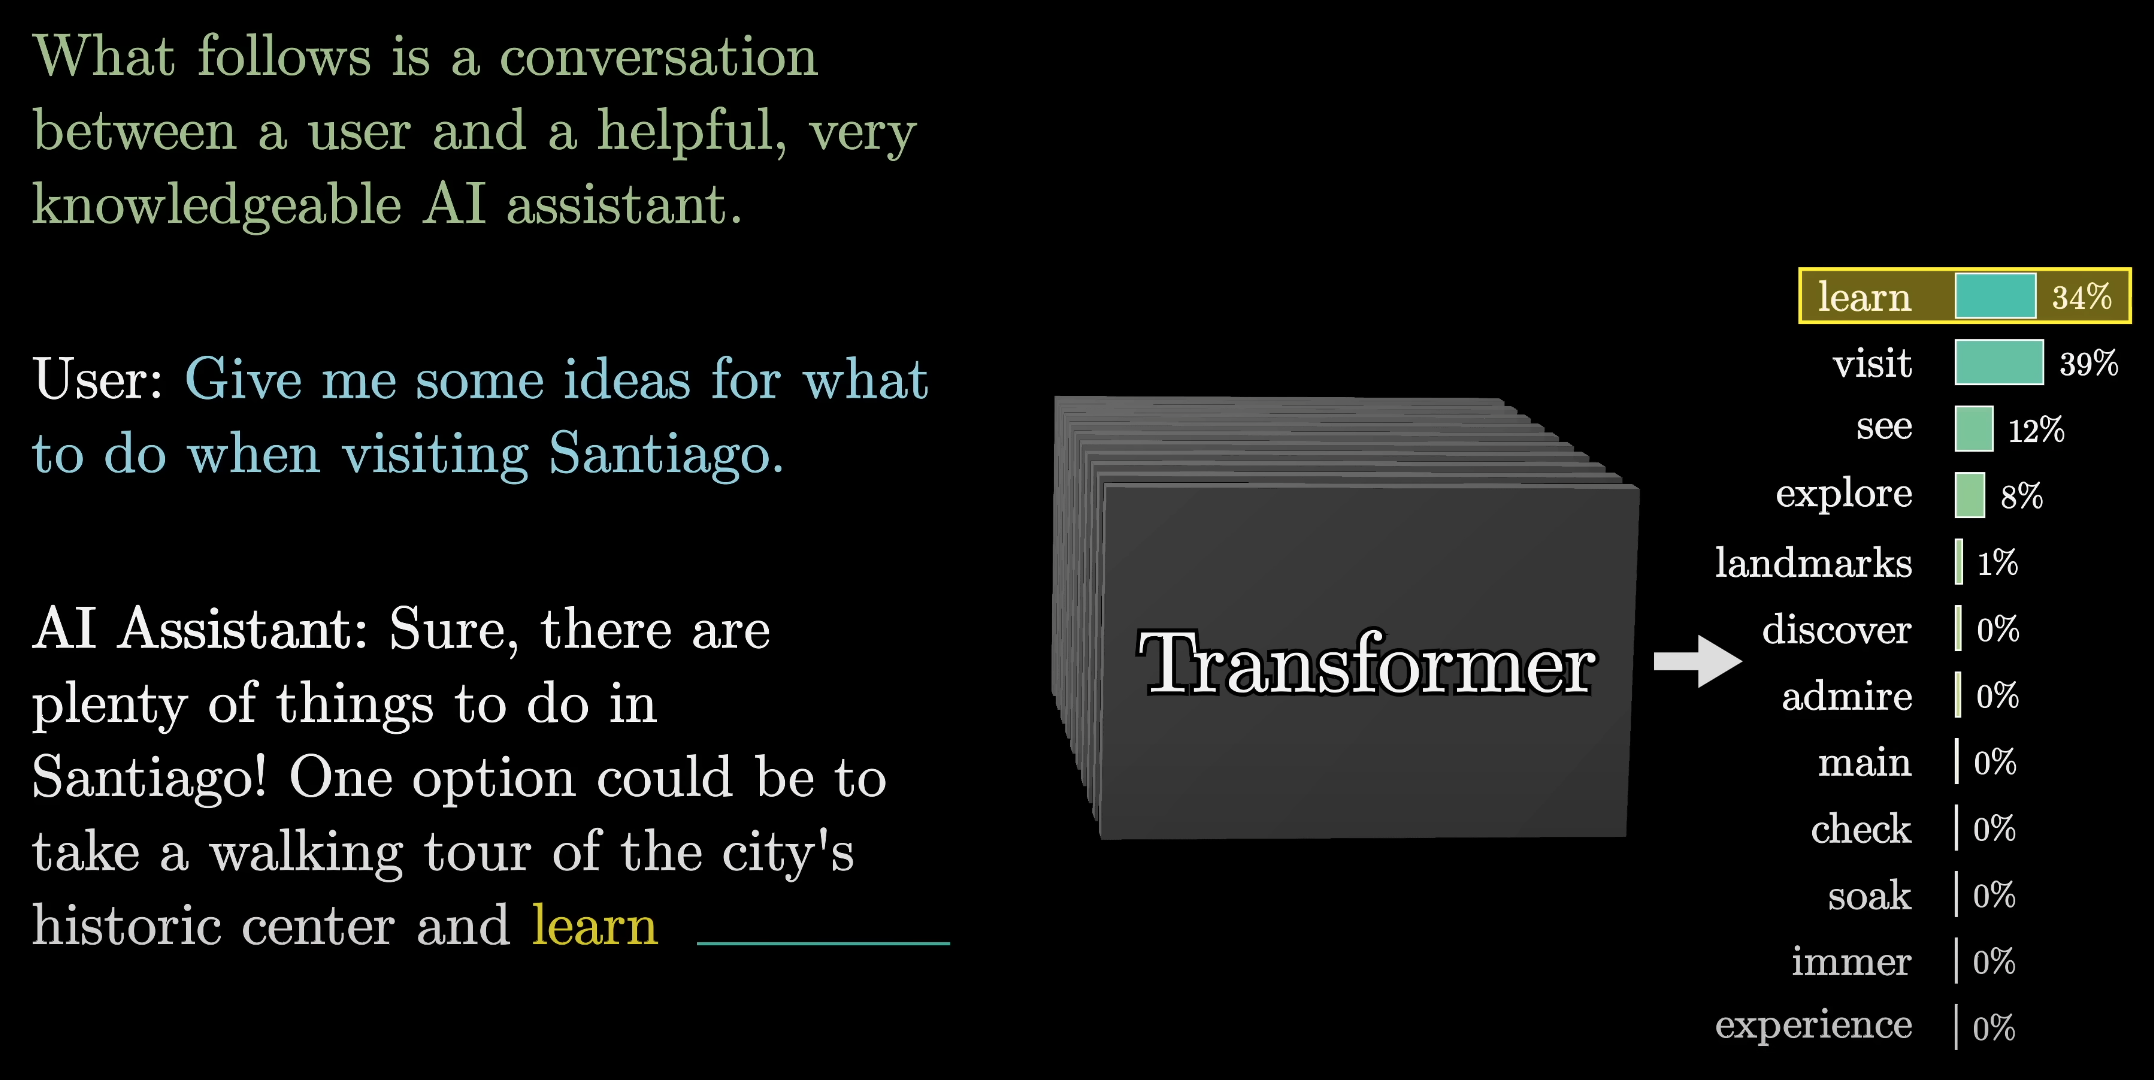 What follows is a conversation
between a user and a helpful, very
knowledgeable AI assistant.
User: Give me some ideas for what
to do when visiting Santiago.
AI Assistant: Sure, there are
plenty of things to do in
Santiago! One option could be to
take a walking tour of the city's
historic center and learn
Transformer
learn 34%
visit 39%
see 12%
explore 8%
landmarks 1%
discover 0%
admire 0%
main 0%
check 0%
soak 0%
immer 0%
experience 0%